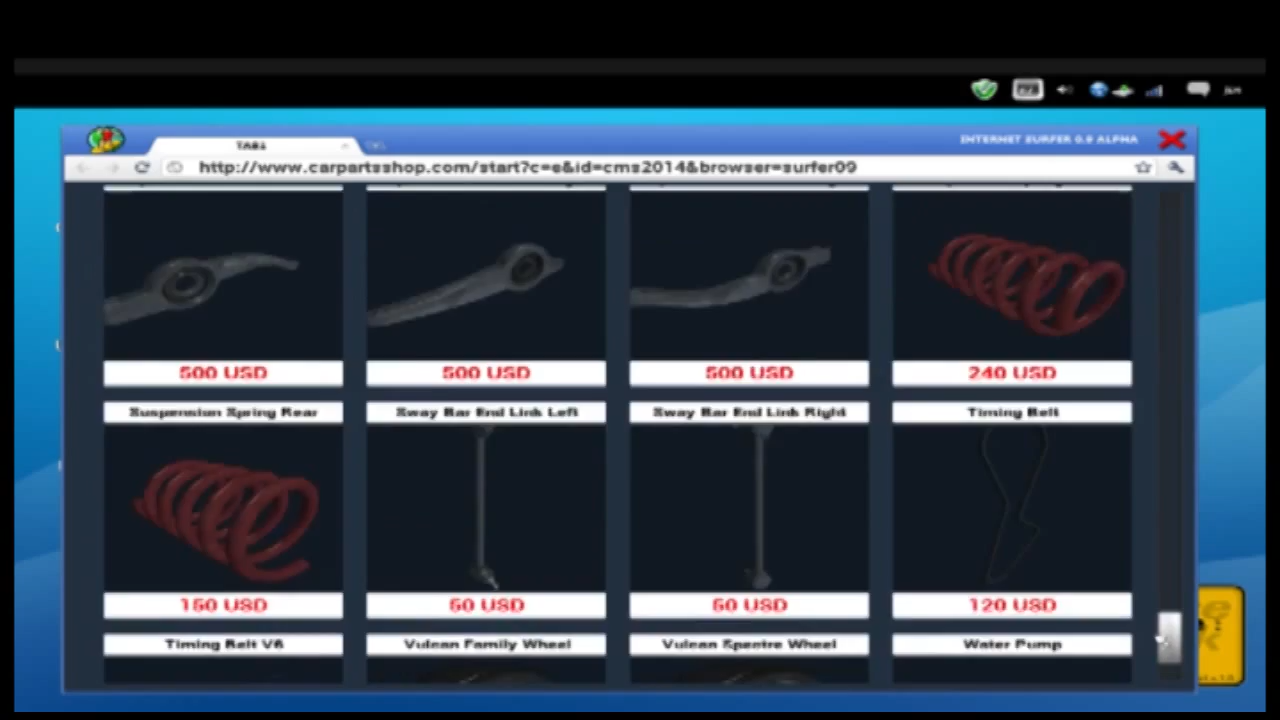 TABS
INTERNET SURFER 0.9 ALPHA
http://www.carpartsshop.com/start?c=e&id=cms2014&browser=surfer09
500 USD
500 USD
500 USD
240 USD
Suspension Spring Rear
Sway Bar End Link Left
Sway Bar End Link Right
Timing Belt
150 USD
50 USD
50 USD
120 USD
Timing Belt V8
Vulcan Family Wheel
Vulcan Spectre Wheel
Water Pump